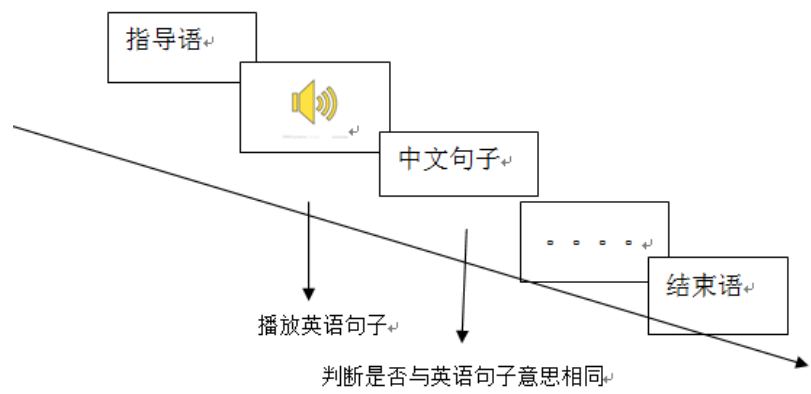 指导语
中文句子
。。。。
结束语
播放英语句子
判断是否与英语句子意思相同